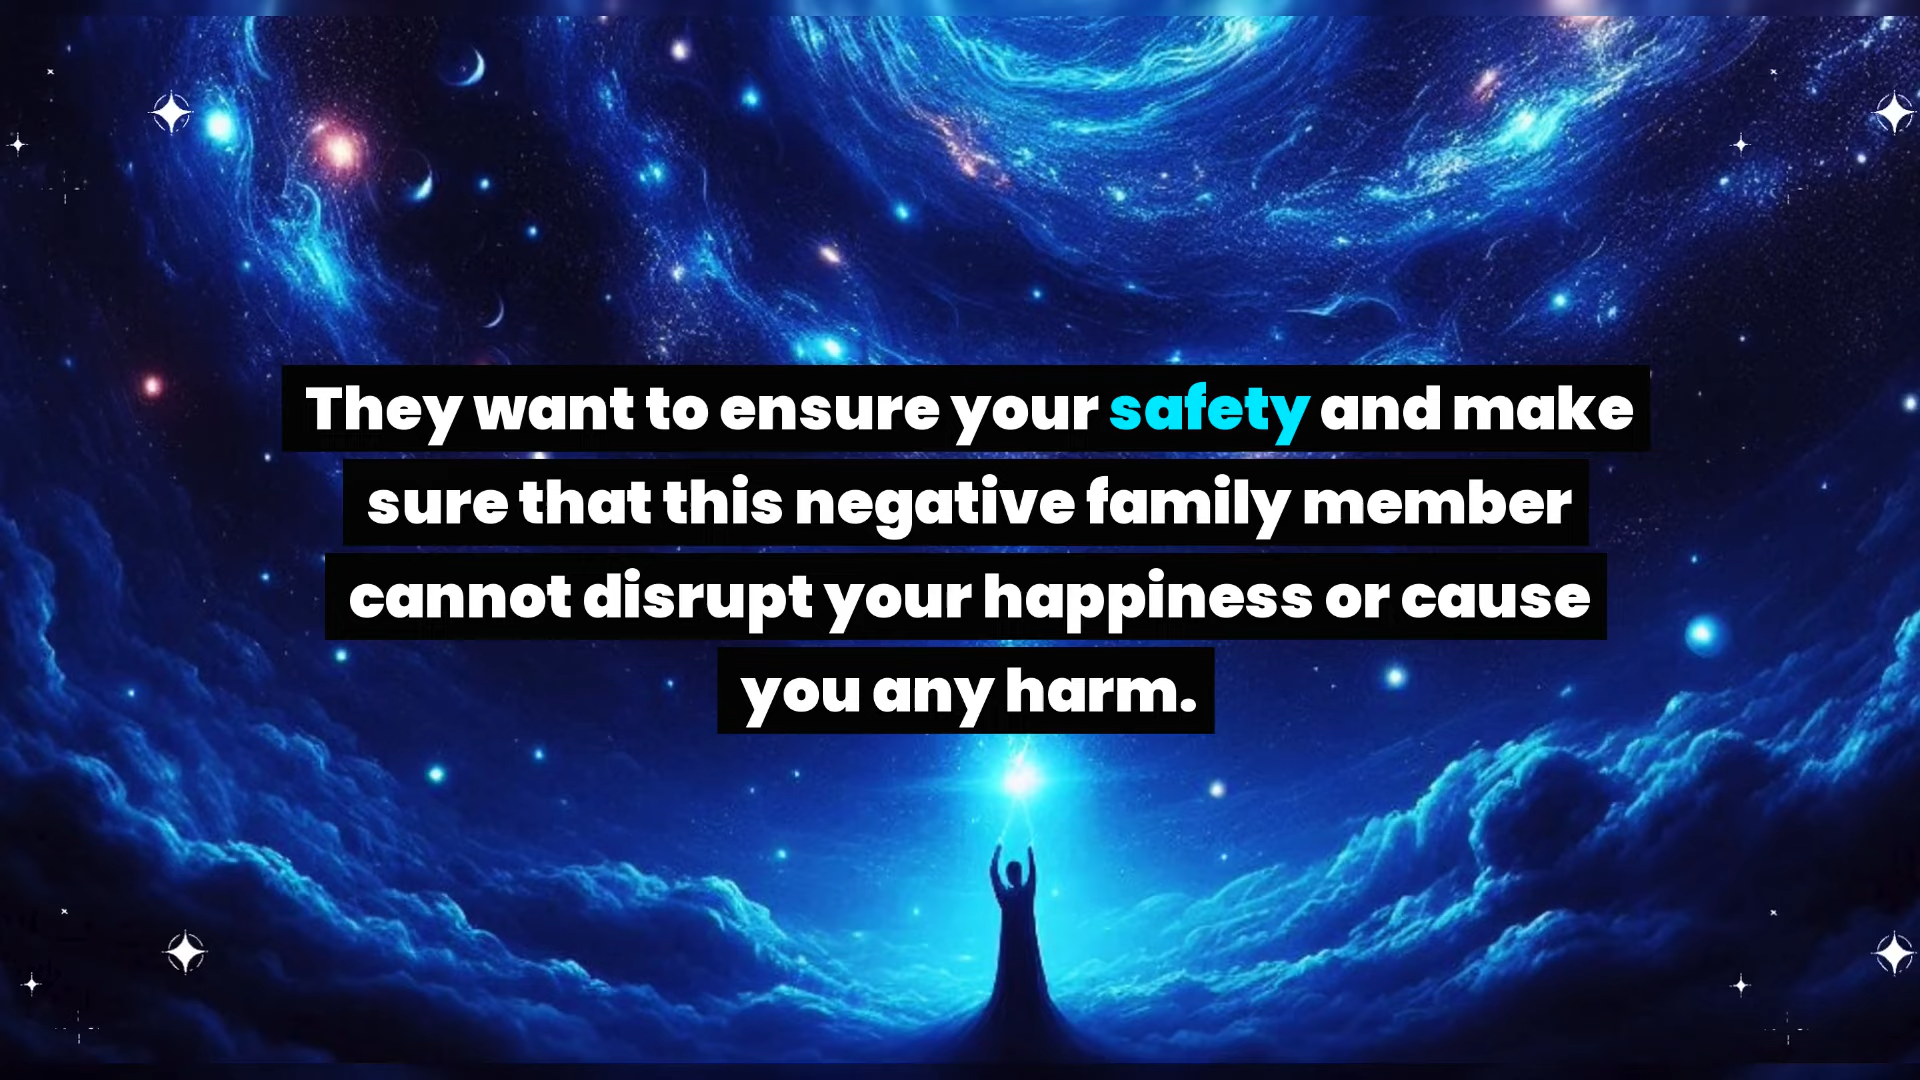 They want to ensure your safety and make
sure that this negative family member
cannot disrupt your happiness or cause
you any harm.